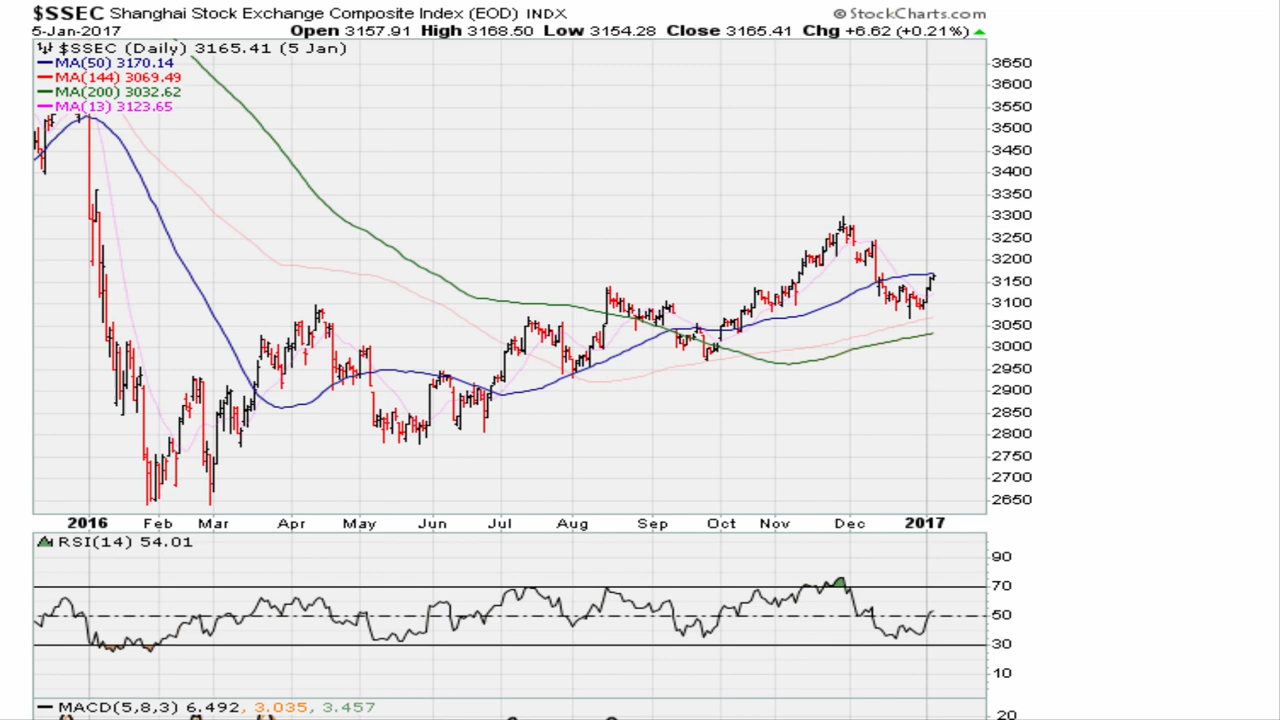 $SSEC Shanghai Stock Exchange Composite Index (EOD) INDX © StockCharts.com
5-Jan-2017 Open 3157.91 High 3168.50 Low 3154.28 Close 3165.41 Chg +6.62 (+0.21%)
$SSEC (Daily) 3165.41 (5 Jan)
MA(50) 3170.14
MA(144) 3069.49
MA(200) 3032.62
MA(13) 3123.65
3650
3600
3550
3500
3450
3400
3350
3300
3250
3200
3150
3100
3050
3000
2950
2900
2850
2800
2750
2700
2650
2016 Feb Mar Apr May Jun Jul Aug Sep Oct Nov Dec 2017
RSI(14) 54.01
90
70
50
30
10
MACD(5,8,3) 6.492, 3.035, 3.457
20